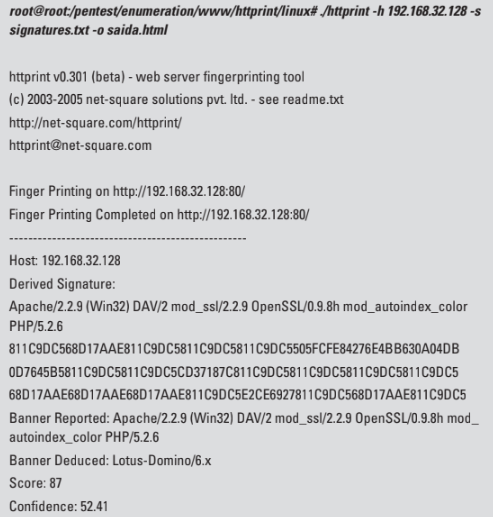 root@root:/pentest/enumeration/www/httprint/linux# ./httprint -h 192.168.32.128 -s
signatures.txt -o saida.html
httprint v0.301 (beta) - web server fingerprinting tool
(c) 2003-2005 net-square solutions pvt. ltd. - see readme.txt
http://net-square.com/httprint/
httprint@net-square.com
Finger Printing on http://192.168.32.128:80/
Finger Printing Completed on http://192.168.32.128:80/
--------------------------------------------------
Host: 192.168.32.128
Derived Signature:
Apache/2.2.9 (Win32) DAV/2 mod_ssl/2.2.9 OpenSSL/0.9.8h mod_autoindex_color
PHP/5.2.6
811C9DC568D17AAE811C9DC5811C9DC5811C9DC5505FCFE84276E4BB630A04DB
0D7645B5811C9DC5811C9DC5CD37187C811C9DC5811C9DC5811C9DC5811C9DC5
68D17AAE68D17AAE68D17AAE811C9DC5E2CE6927811C9DC568D17AAE811C9DC5
Banner Reported: Apache/2.2.9 (Win32) DAV/2 mod_ssl/2.2.9 OpenSSL/0.9.8h mod_
autoindex_color PHP/5.2.6
Banner Deduced: Lotus-Domino/6.x
Score: 87
Confidence: 52.41